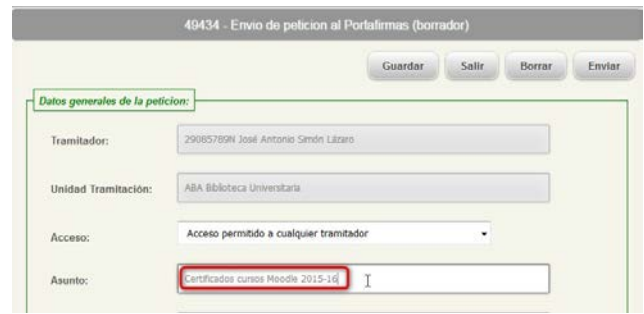 49434 - Envio de peticion al Portafirmas (borrador)
Guardar Salir Borrar Enviar
Datos generales de la peticion:
Tramitador: 29085789N José Antonio Simón Lázaro
Unidad Tramitación: ABA Biblioteca Universitaria
Acceso: Acceso permitido a cualquier tramitador
Asunto: Certificados cursos Moodle 2015-16